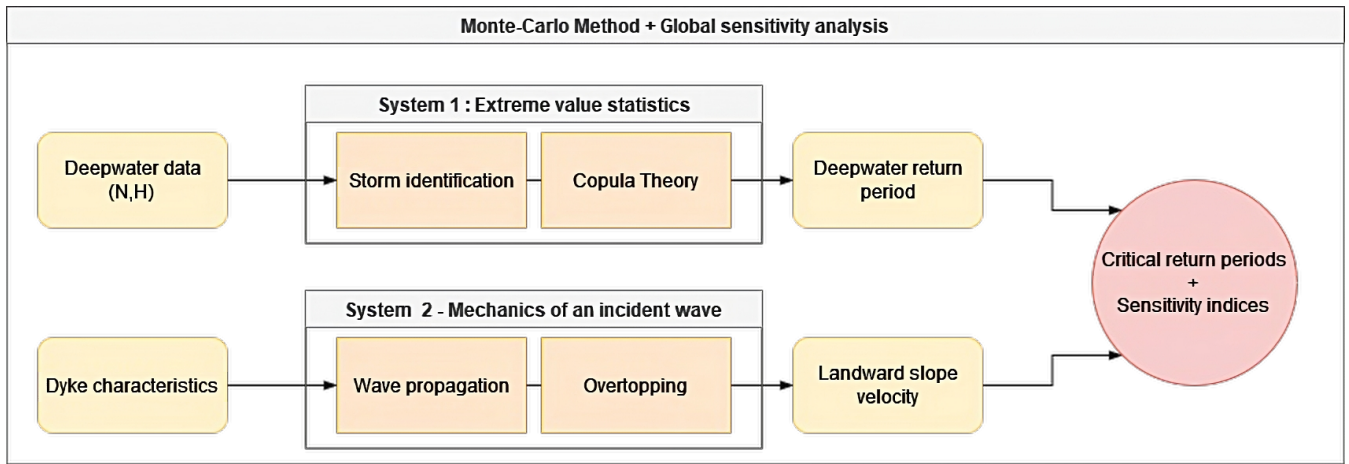 Monte-Carlo Method + Global sensitivity analysis
System 1 : Extreme value statistics
Deepwater data
(N,H)
Storm identification
Copula Theory
Deepwater return
period
Critical return periods
+
Sensitivity indices
System 2 - Mechanics of an incident wave
Dyke characteristics
Wave propagation
Overtopping
Landward slope
velocity